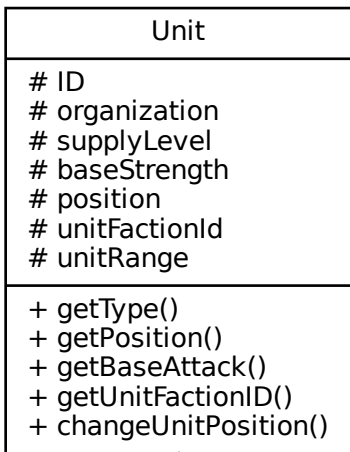 Unit
# ID
# organization
# supplyLevel
# baseStrength
# position
# unitFactionId
# unitRange
+ getType()
+ getPosition()
+ getBaseAttack()
+ getUnitFactionID()
+ changeUnitPosition()